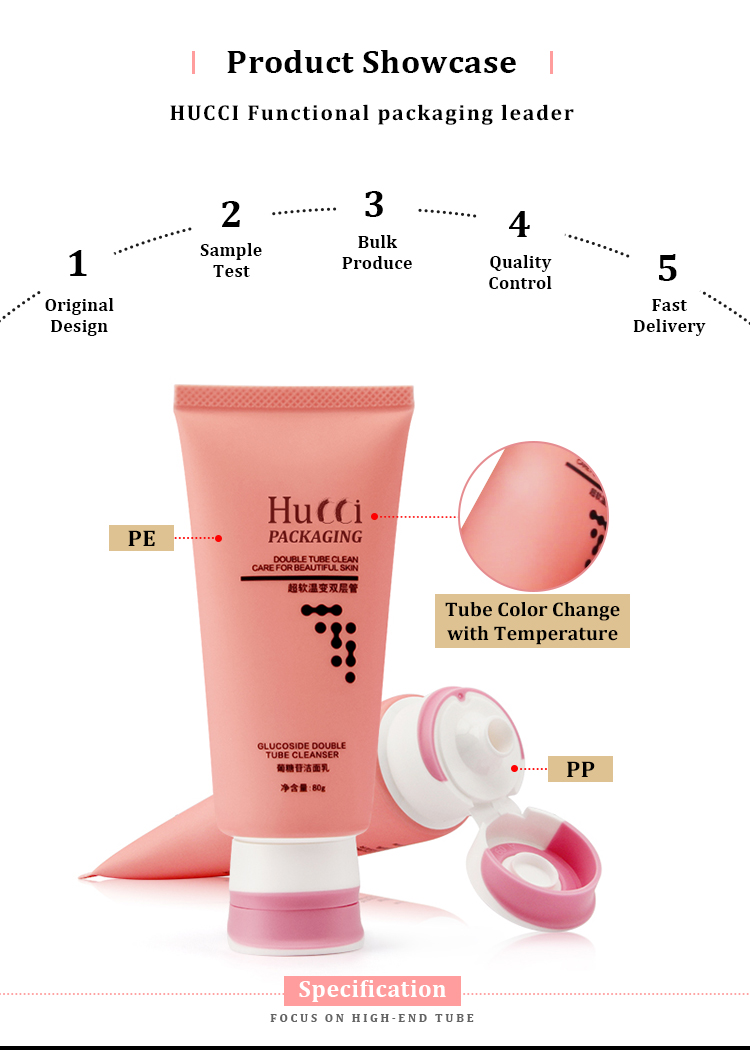 Product Showcase
HUCCI Functional packaging leader
1
Original
Design
2
Sample
Test
3
Bulk
Produce
4
Quality
Control
5
Fast
Delivery
Hucci
PACKAGING
DOUBLE TUBE CLEAN
CARE FOR BEAUTIFUL SKIN
超软温变双层管
PE
Tube Color Change
with Temperature
GLUCOSIDE DOUBLE
TUBE CLEANSER
葡糖苷洁面乳
净含量:80g
PP
Specification
FOCUS ON HIGH-END TUBE